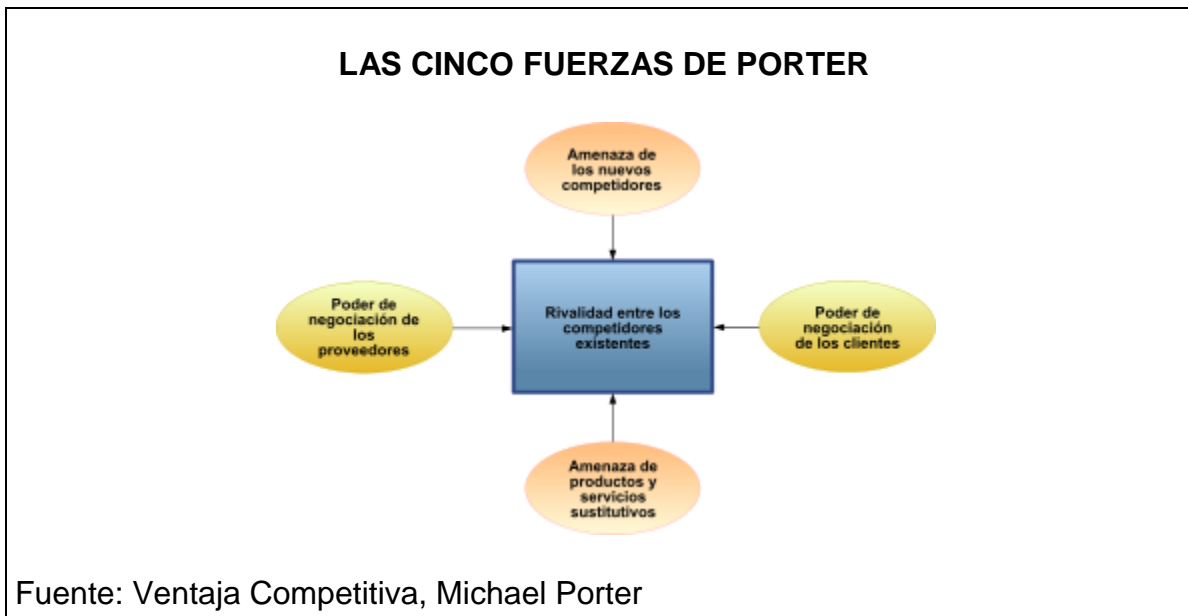 LAS CINCO FUERZAS DE PORTER
Amenaza de
los nuevos
competidores
Poder de
negociación de
los
proveedores
Rivalidad entre los
competidores
existentes
Poder de
negociación
de los clientes
Amenaza de
productos y
servicios
sustitutivos
Fuente: Ventaja Competitiva, Michael Porter